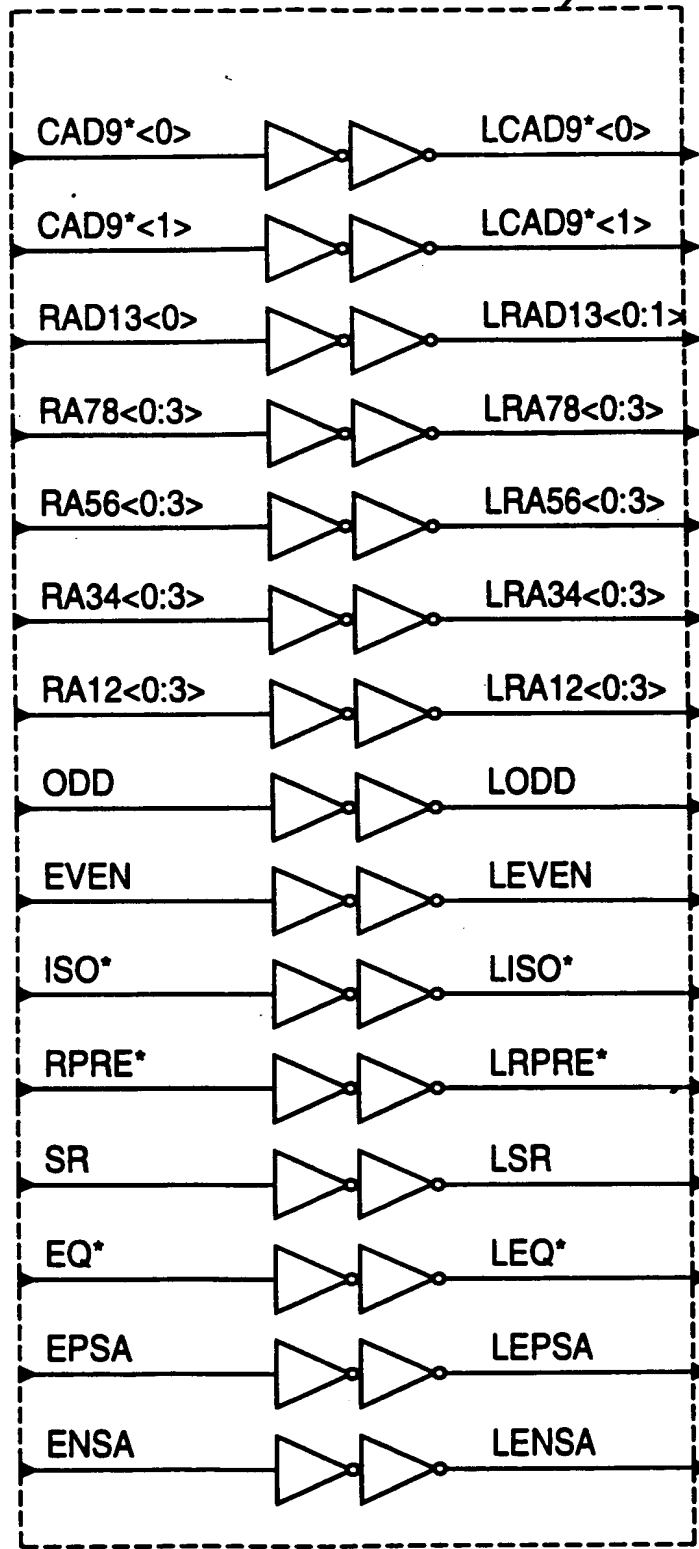 CAD9*<0> LCAD9*<0>
CAD9*<1> LCAD9*<1>
RAD13<0> LRAD13<0:1>
RA78<0:3> LRA78<0:3>
RA56<0:3> LRA56<0:3>
RA34<0:3> LRA34<0:3>
RA12<0:3> LRA12<0:3>
ODD LODD
EVEN LEVEN
ISO* LISO*
RPRE* LRPRE*
SR LSR
EQ* LEQ*
EPSA LEPSA
ENSA LENSA